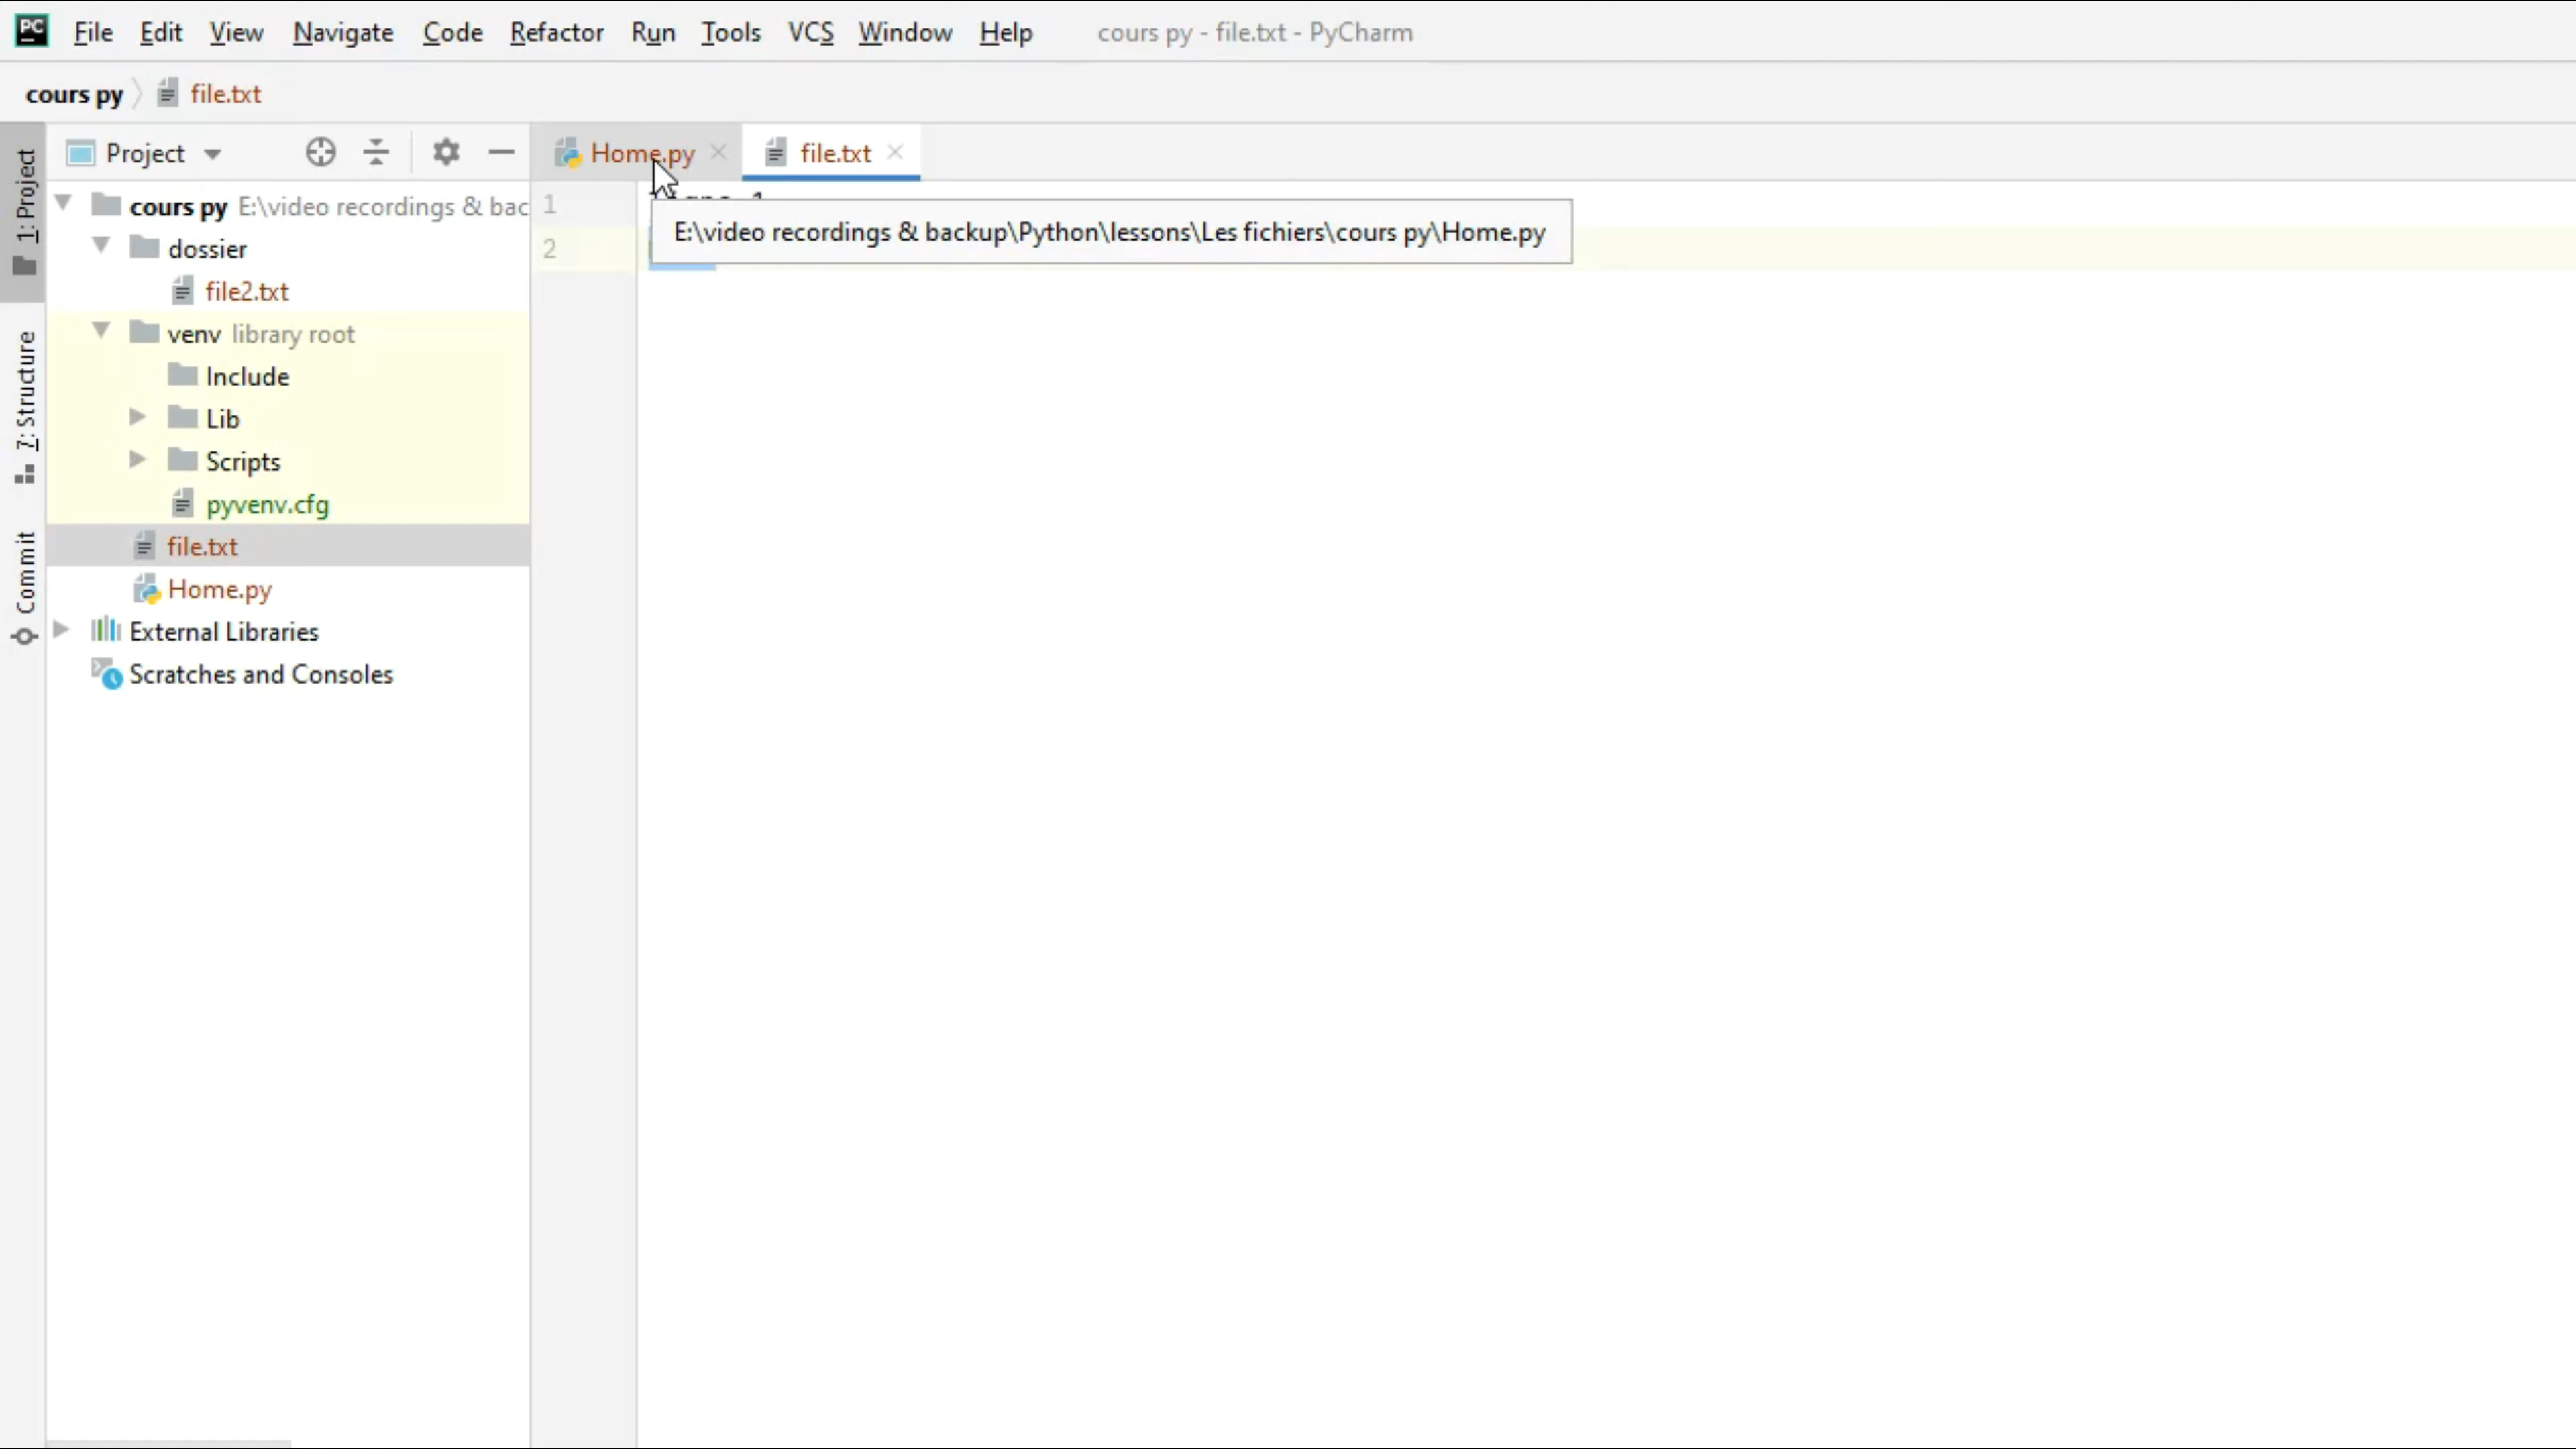 PC File Edit View Navigate Code Refactor Run Tools VCS Window Help cours py - file.txt - PyCharm
cours py file.txt
1: Project
7: Structure
Commit
Project
cours py E:\video recordings & bac
dossier
file2.txt
venv library root
Include
Lib
Scripts
pyvenv.cfg
file.txt
Home.py
External Libraries
Scratches and Consoles
Home.py file.txt
1
2
E:\video recordings & backup\Python\lessons\Les fichiers\cours py\Home.py